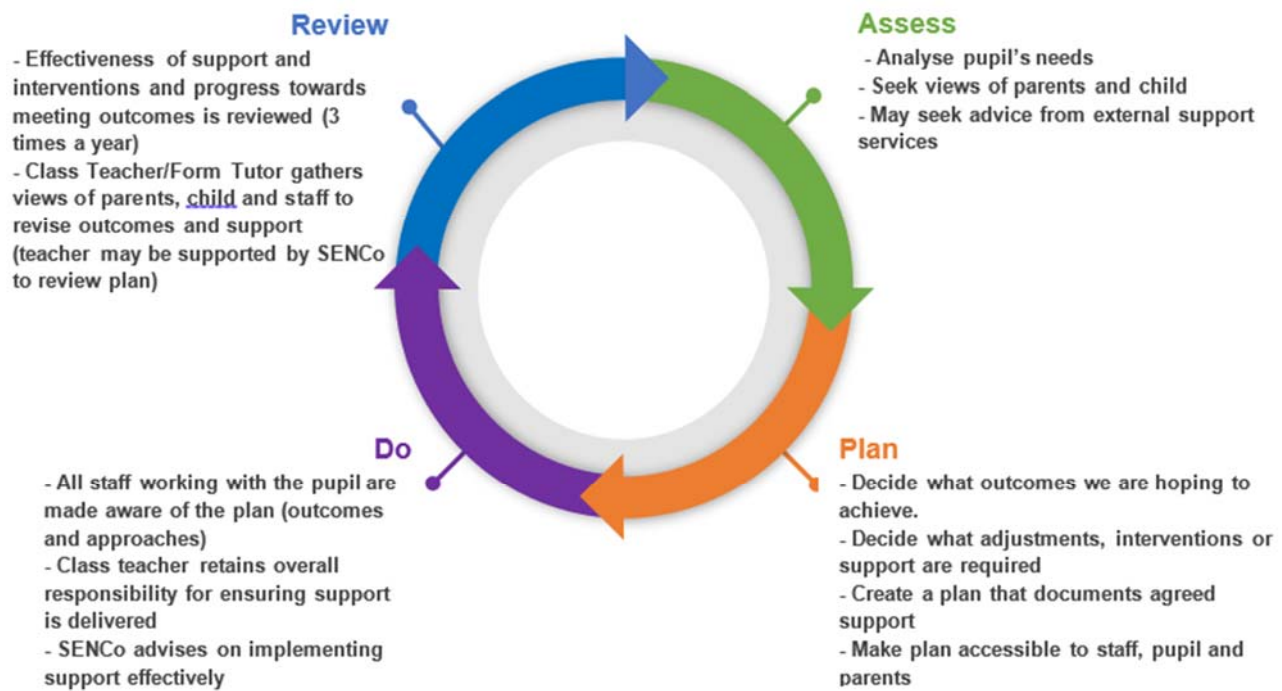 Review
- Effectiveness of support and
interventions and progress towards
meeting outcomes is reviewed (3
times a year)
- Class Teacher/Form Tutor gathers
views of parents, child and staff to
revise outcomes and support
(teacher may be supported by SENCo
to review plan)
Assess
- Analyse pupil's needs
- Seek views of parents and child
- May seek advice from external support
services
Plan
- Decide what outcomes we are hoping to
achieve.
- Decide what adjustments, interventions or
support are required
- Create a plan that documents agreed
support
- Make plan accessible to staff, pupil and
parents
Do
- All staff working with the pupil are
made aware of the plan (outcomes
and approaches)
- Class teacher retains overall
responsibility for ensuring support
is delivered
- SENCo advises on implementing
support effectively